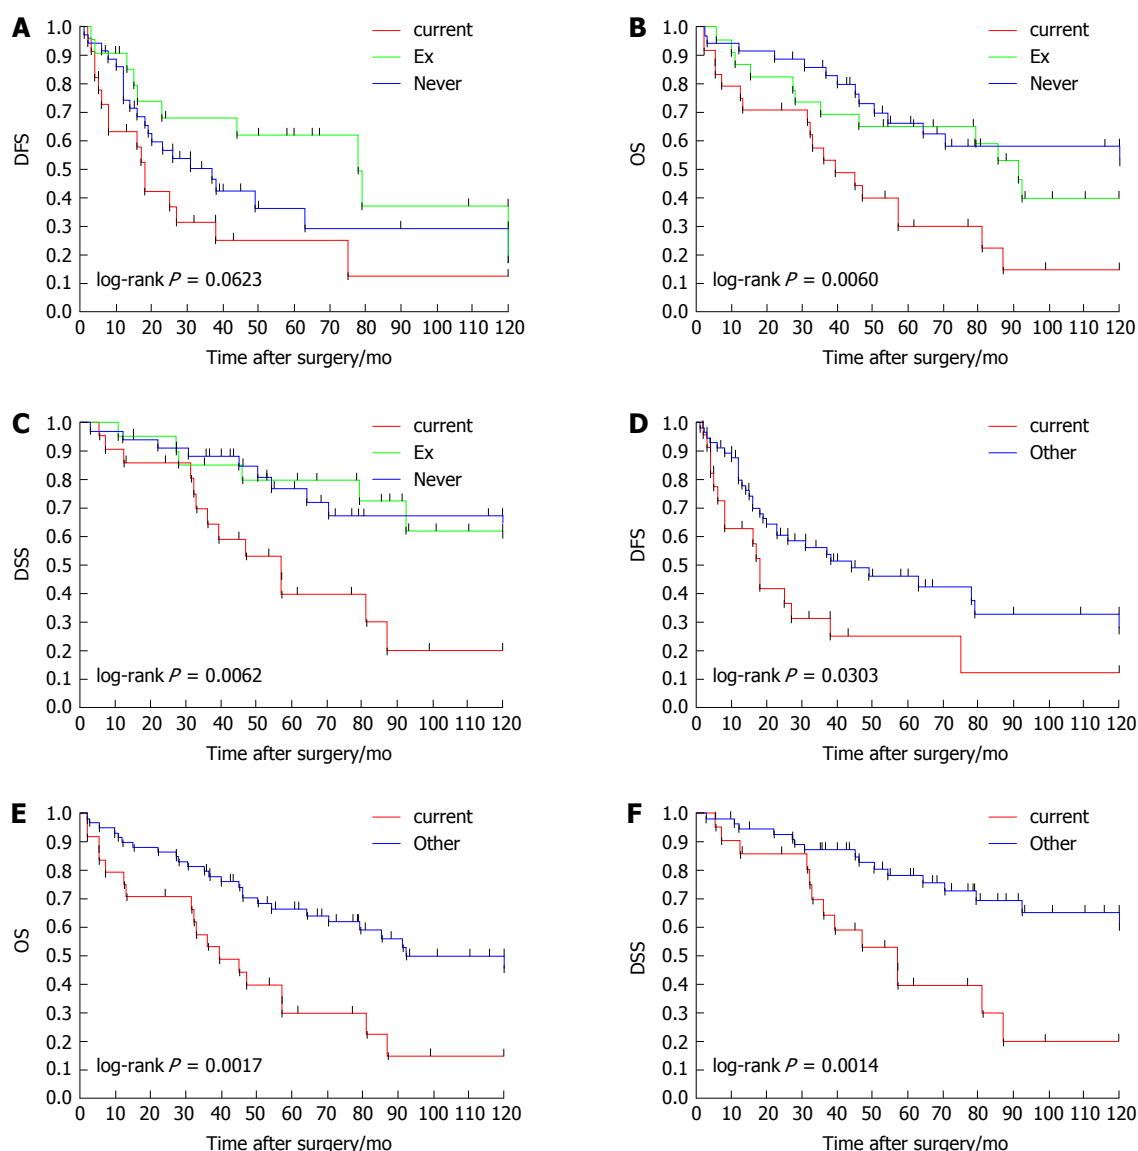 A
current
Ex
Never
1.0
0.9
0.8
0.7
0.6
0.5
0.4
0.3
0.2
0.1
0.0
DFS
log-rank P = 0.0623
0 10 20 30 40 50 60 70 80 90 100 110 120
Time after surgery/mo
B
current
Ex
Never
1.0
0.9
0.8
0.7
0.6
0.5
0.4
0.3
0.2
0.1
0.0
OS
log-rank P = 0.0060
0 10 20 30 40 50 60 70 80 90 100 110 120
Time after surgery/mo
C
current
Ex
Never
1.0
0.9
0.8
0.7
0.6
0.5
0.4
0.3
0.2
0.1
0.0
DSS
log-rank P = 0.0062
0 10 20 30 40 50 60 70 80 90 100 110 120
Time after surgery/mo
D
current
Other
1.0
0.9
0.8
0.7
0.6
0.5
0.4
0.3
0.2
0.1
0.0
DFS
log-rank P = 0.0303
0 10 20 30 40 50 60 70 80 90 100 110 120
Time after surgery/mo
E
current
Other
1.0
0.9
0.8
0.7
0.6
0.5
0.4
0.3
0.2
0.1
0.0
OS
log-rank P = 0.0017
0 10 20 30 40 50 60 70 80 90 100 110 120
Time after surgery/mo
F
current
Other
1.0
0.9
0.8
0.7
0.6
0.5
0.4
0.3
0.2
0.1
0.0
DSS
log-rank P = 0.0014
0 10 20 30 40 50 60 70 80 90 100 110 120
Time after surgery/mo